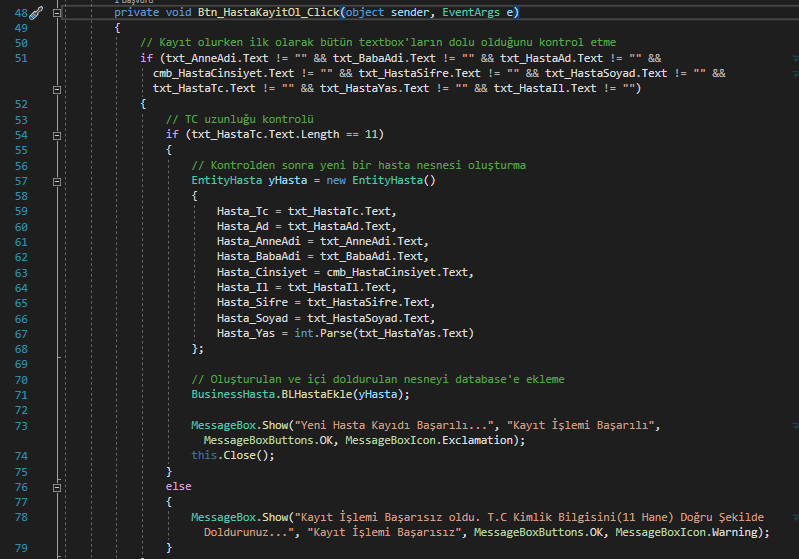 1 başvuru
48 private void Btn_HastaKayitOl_Click(object sender, EventArgs e)
49 {
50 // Kayıt olurken ilk olarak bütün textbox'ların dolu olduğunu kontrol etme
51 if (txt_AnneAdi.Text != "" && txt_BabaAdi.Text != "" && txt_HastaAd.Text != "" &&
cmb_HastaCinsiyet.Text != "" && txt_HastaSifre.Text != "" && txt_HastaSoyad.Text != "" &&
txt_HastaTc.Text != "" && txt_HastaYas.Text != "" && txt_HastaIl.Text != "")
52 {
53 // TC uzunluğu kontrolü
54 if (txt_HastaTc.Text.Length == 11)
55 {
56 // Kontrolden sonra yeni bir hasta nesnesi oluşturma
57 EntityHasta yHasta = new EntityHasta()
58 {
59 Hasta_Tc = txt_HastaTc.Text,
60 Hasta_Ad = txt_HastaAd.Text,
61 Hasta_AnneAdi = txt_AnneAdi.Text,
62 Hasta_BabaAdi = txt_BabaAdi.Text,
63 Hasta_Cinsiyet = cmb_HastaCinsiyet.Text,
64 Hasta_Il = txt_HastaIl.Text,
65 Hasta_Sifre = txt_HastaSifre.Text,
66 Hasta_Soyad = txt_HastaSoyad.Text,
67 Hasta_Yas = int.Parse(txt_HastaYas.Text)
68 };
69
70 // Oluşturulan ve içi doldurulan nesneyi database'e ekleme
71 BusinessHasta.BLHastaEkle(yHasta);
72
73 MessageBox.Show("Yeni Hasta Kayıdı Başarılı...", "Kayıt İşlemi Başarılı",
MessageBoxButtons.OK, MessageBoxIcon.Exclamation);
74 this.Close();
75 }
76 else
77 {
78 MessageBox.Show("Kayıt İşlemi Başarısız oldu. T.C Kimlik Bilgisini(11 Hane) Doğru Şekilde
Doldurunuz...", "Kayıt İşlemi Başarısız", MessageBoxButtons.OK, MessageBoxIcon.Warning);
79 }